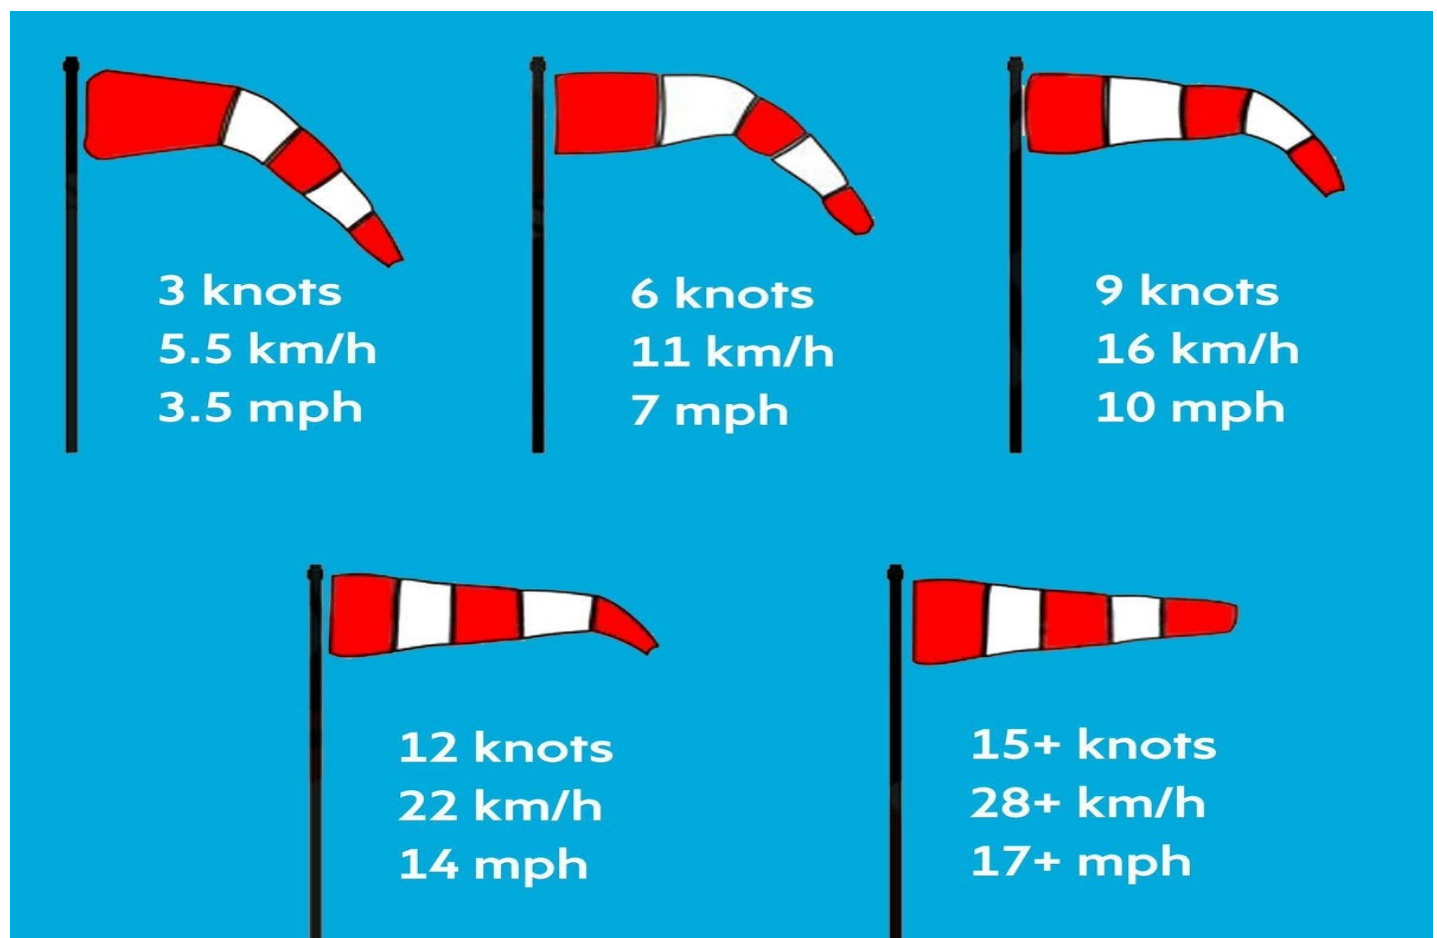 3 knots
5.5 km/h
3.5 mph
6 knots
11 km/h
7 mph
9 knots
16 km/h
10 mph
12 knots
22 km/h
14 mph
15+ knots
28+ km/h
17+ mph